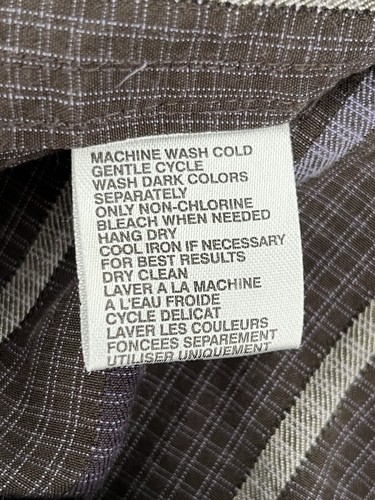 MACHINE WASH COLD
GENTLE CYCLE
WASH DARK COLORS
SEPARATELY
ONLY NON-CHLORINE
BLEACH WHEN NEEDED
HANG DRY
COOL IRON IF NECESSARY
FOR BEST RESULTS
DRY CLEAN
LAVER A LA MACHINE
A L'EAU FROIDE
CYCLE DELICAT
LAVER LES COULEURS
FONCEES SEPAREMENT
UTILISER UNIQUEMENT